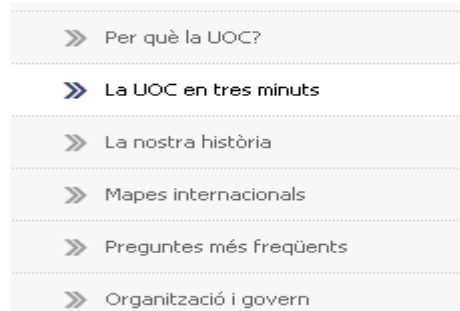 Per què la UOC?
La UOC en tres minuts
La nostra història
Mapes internacionals
Preguntes més freqüents
Organització i govern